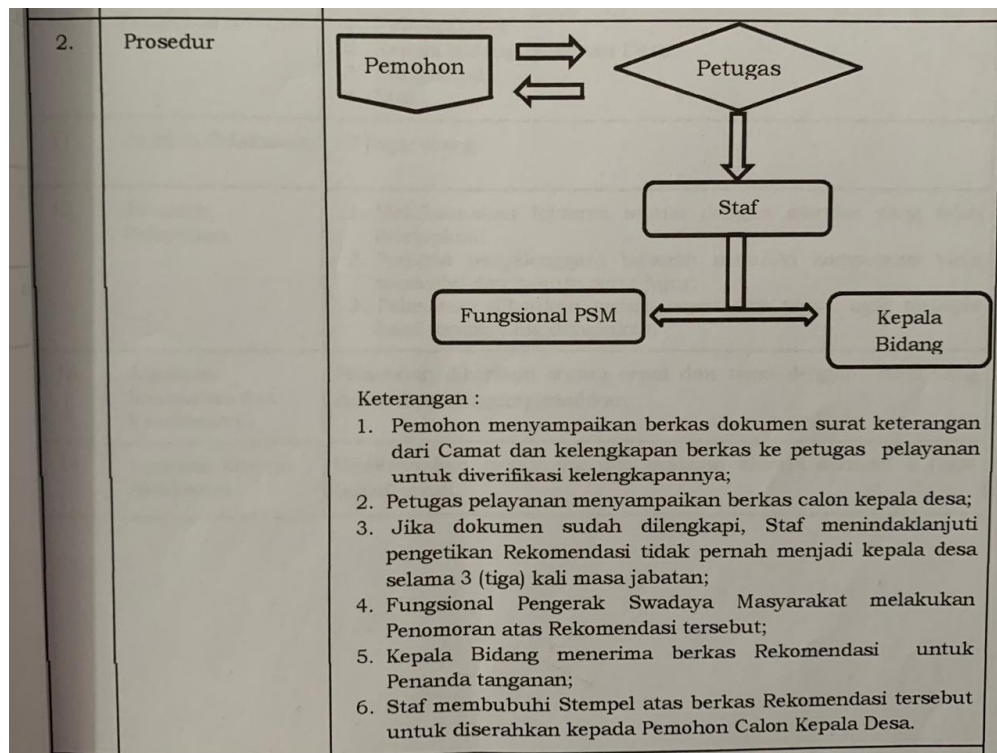 2. Prosedur
Pemohon
Petugas
Staf
Fungsional PSM
Kepala
Bidang
Keterangan :
1. Pemohon menyampaikan berkas dokumen surat keterangan
dari Camat dan kelengkapan berkas ke petugas pelayanan
untuk diverifikasi kelengkapannya;
2. Petugas pelayanan menyampaikan berkas calon kepala desa;
3. Jika dokumen sudah dilengkapi, Staf menindaklanjuti
pengetikan Rekomendasi tidak pernah menjadi kepala desa
selama 3 (tiga) kali masa jabatan;
4. Fungsional Pengerak Swadaya Masyarakat melakukan
Penomoran atas Rekomendasi tersebut;
5. Kepala Bidang menerima berkas Rekomendasi untuk
Penanda tanganan;
6. Staf membubuhi Stempel atas berkas Rekomendasi tersebut
untuk diserahkan kepada Pemohon Calon Kepala Desa.